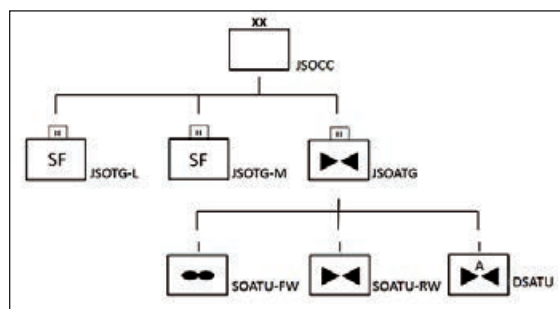 XX
JSOCC
II II II
SF JSOTG-L SF JSOTG-M JSOATG
I I I
SOATU-FW SOATU-RW A DSATU